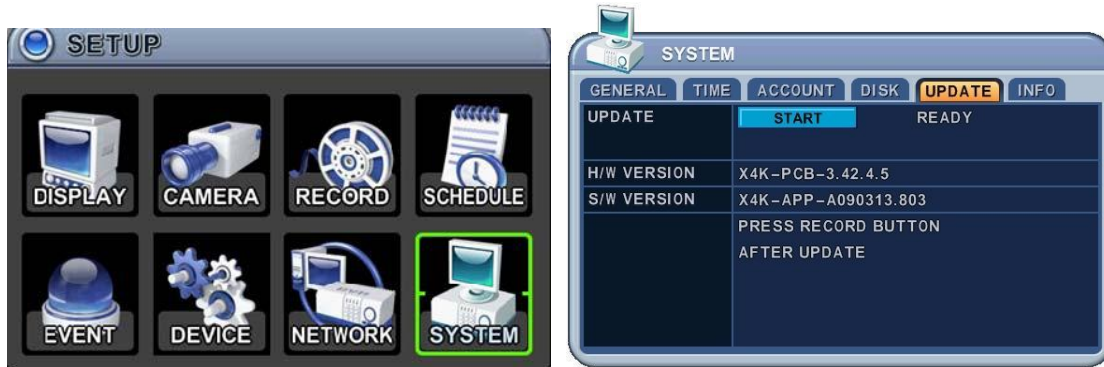 SETUP
DISPLAY
CAMERA
RECORD
SCHEDULE
EVENT
DEVICE
NETWORK
SYSTEM
SYSTEM
GENERAL TIME ACCOUNT DISK UPDATE INFO
UPDATE START READY
H/W VERSION X4K-PCB-3.42.4.5
S/W VERSION X4K-APP-A090313.803
PRESS RECORD BUTTON
AFTER UPDATE